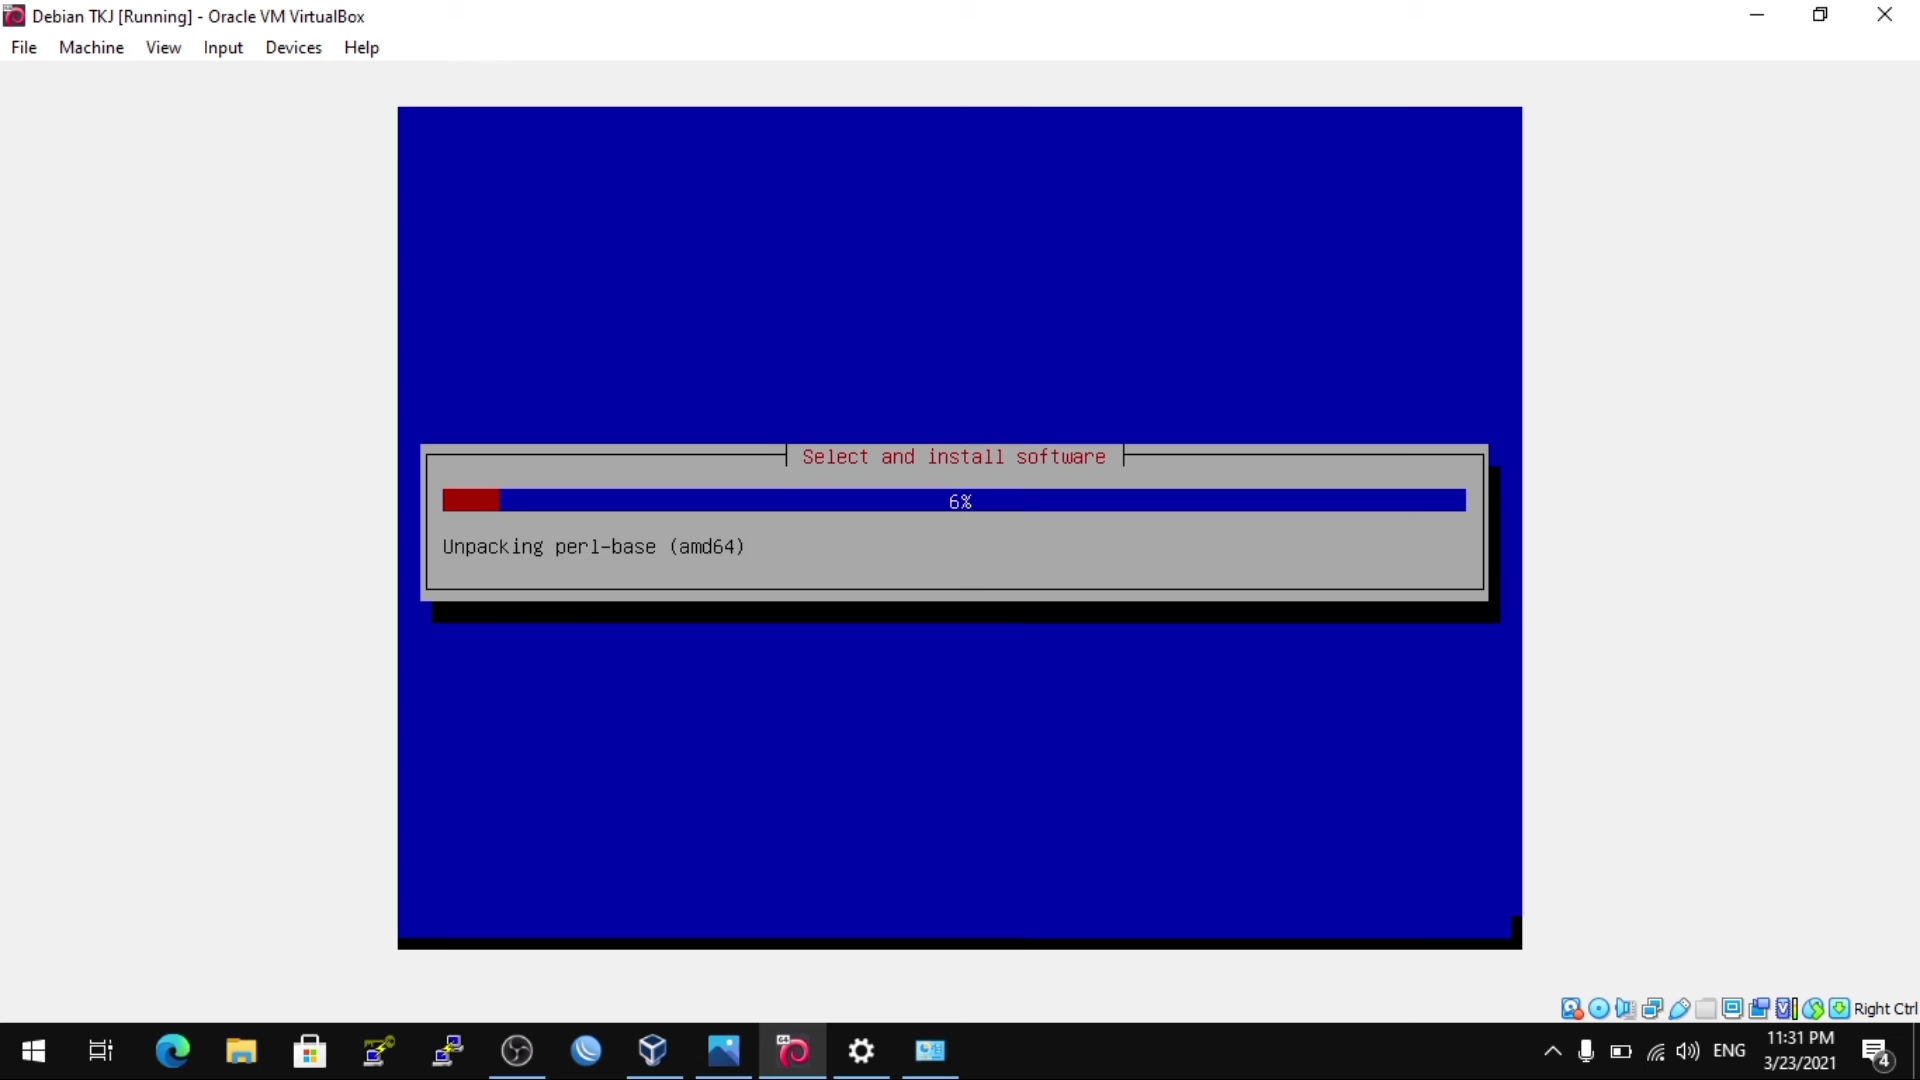 Debian TKJ [Running] - Oracle VM VirtualBox
File Machine View Input Devices Help
Select and install software
6%
Unpacking perl-base (amd64)
Right Ctrl
64
ENG
11:31 PM
3/23/2021
4